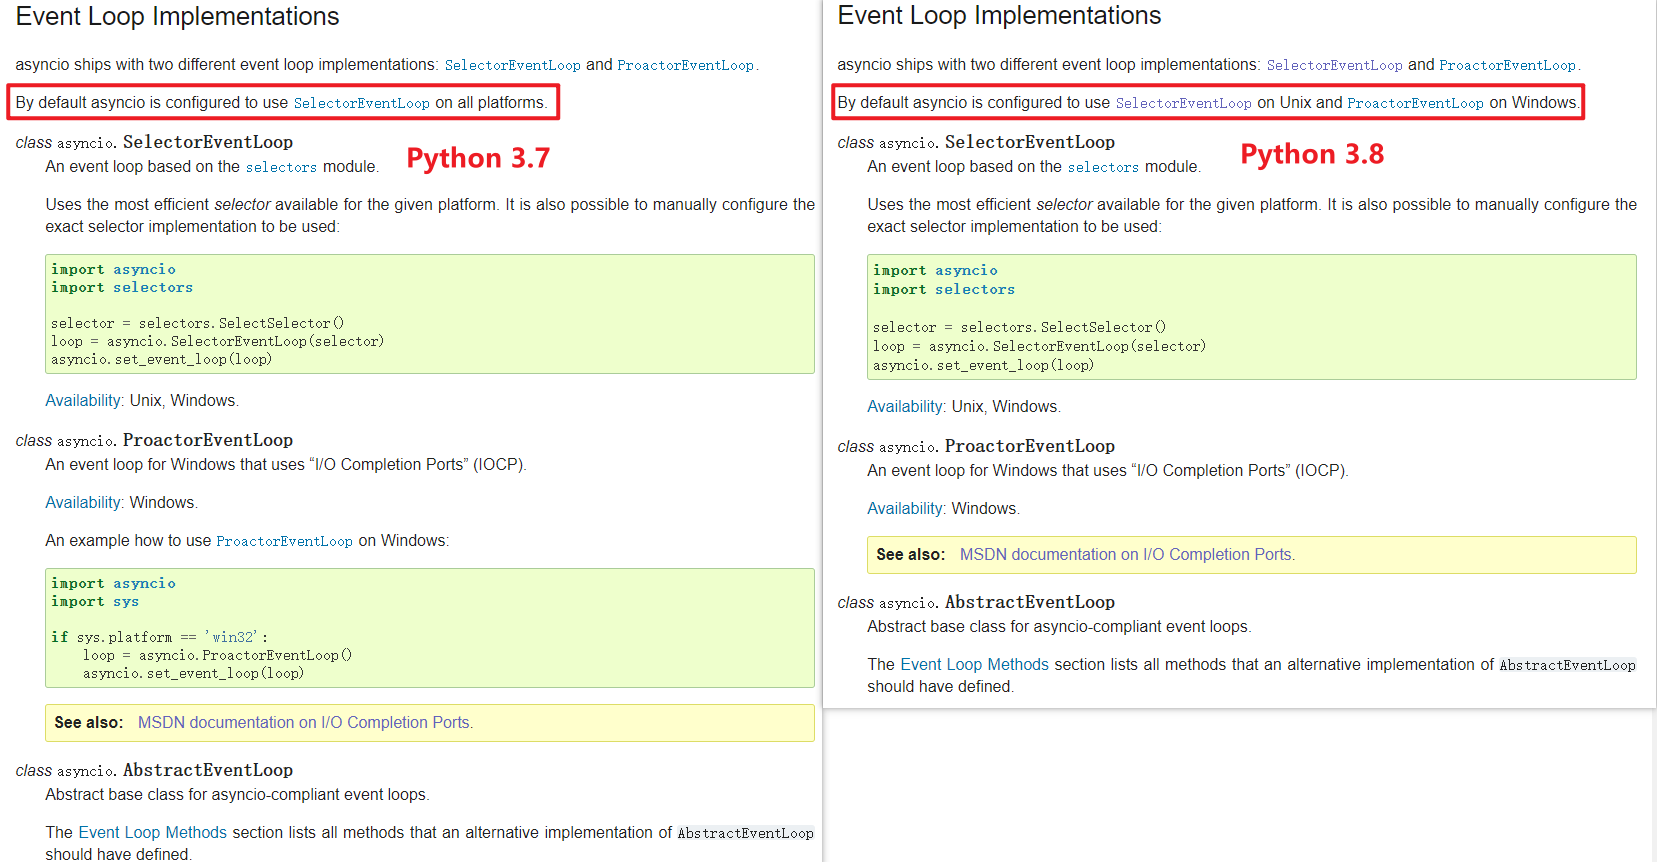 Event Loop Implementations
asyncio ships with two different event loop implementations: SelectorEventLoop and ProactorEventLoop.
By default asyncio is configured to use SelectorEventLoop on all platforms.
class asyncio. SelectorEventLoop
An event loop based on the selectors module.
Python 3.7
Uses the most efficient selector available for the given platform. It is also possible to manually configure the
exact selector implementation to be used:
import asyncio
import selectors
selector = selectors.SelectSelector()
loop = asyncio.SelectorEventLoop(selector)
asyncio.set_event_loop(loop)
Availability: Unix, Windows.
class asyncio. ProactorEventLoop
An event loop for Windows that uses “I/O Completion Ports” (IOCP).
Availability: Windows.
An example how to use ProactorEventLoop on Windows:
import asyncio
import sys
if sys.platform == 'win32':
    loop = asyncio.ProactorEventLoop()
    asyncio.set_event_loop(loop)
See also: MSDN documentation on I/O Completion Ports.
class asyncio. AbstractEventLoop
Abstract base class for asyncio-compliant event loops.
The Event Loop Methods section lists all methods that an alternative implementation of AbstractEventLoop
should have defined.
Event Loop Implementations
asyncio ships with two different event loop implementations: SelectorEventLoop and ProactorEventLoop.
By default asyncio is configured to use SelectorEventLoop on Unix and ProactorEventLoop on Windows.
class asyncio. SelectorEventLoop
An event loop based on the selectors module.
Python 3.8
Uses the most efficient selector available for the given platform. It is also possible to manually configure the
exact selector implementation to be used:
import asyncio
import selectors
selector = selectors.SelectSelector()
loop = asyncio.SelectorEventLoop(selector)
asyncio.set_event_loop(loop)
Availability: Unix, Windows.
class asyncio. ProactorEventLoop
An event loop for Windows that uses “I/O Completion Ports” (IOCP).
Availability: Windows.
See also: MSDN documentation on I/O Completion Ports.
class asyncio. AbstractEventLoop
Abstract base class for asyncio-compliant event loops.
The Event Loop Methods section lists all methods that an alternative implementation of AbstractEventLoop
should have defined.